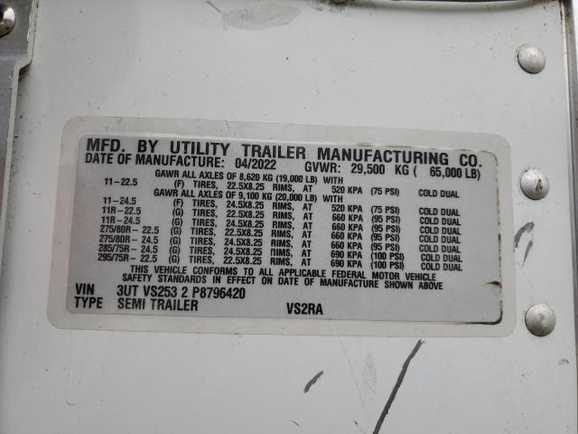 MFD. BY UTILITY TRAILER MANUFACTURING CO.
DATE OF MANUFACTURE: 04/2022 GVWR: 29,500 KG ( 65,000 LB)
GAWR ALL AXLES OF 8,620 KG (19,000 LB) WITH
11-22.5 (F) TIRES, 22.5X8.25 RIMS, AT 520 KPA (75 PSI) COLD DUAL
GAWR ALL AXLES OF 9,100 KG (20,000 LB) WITH
11-24.5 (F) TIRES, 24.5X8.25 RIMS, AT 520 KPA (75 PSI) COLD DUAL
11R-22.5 (G) TIRES, 22.5X8.25 RIMS, AT 660 KPA (95 PSI) COLD DUAL
11R-24.5 (G) TIRES, 24.5X8.25 RIMS, AT 660 KPA (95 PSI) COLD DUAL
275/80R- 22.5 (G) TIRES, 22.5X8.25 RIMS, AT 660 KPA (95 PSI) COLD DUAL
275/80R- 24.5 (G) TIRES, 24.5X8.25 RIMS, AT 660 KPA (95 PSI) COLD DUAL
285/75R- 24.5 (G) TIRES, 24.5X8.25 RIMS, AT 690 KPA (100 PSI) COLD DUAL
295/75R- 22.5 (G) TIRES, 22.5X8.25 RIMS, AT 690 KPA (100 PSI) COLD DUAL
THIS VEHICLE CONFORMS TO ALL APPLICABLE FEDERAL MOTOR VEHICLE
SAFETY STANDARDS IN EFFECT ON DATE OF MANUFACTURE SHOWN ABOVE
VIN 3UT VS253 2 P8796420
TYPE SEMI TRAILER VS2RA